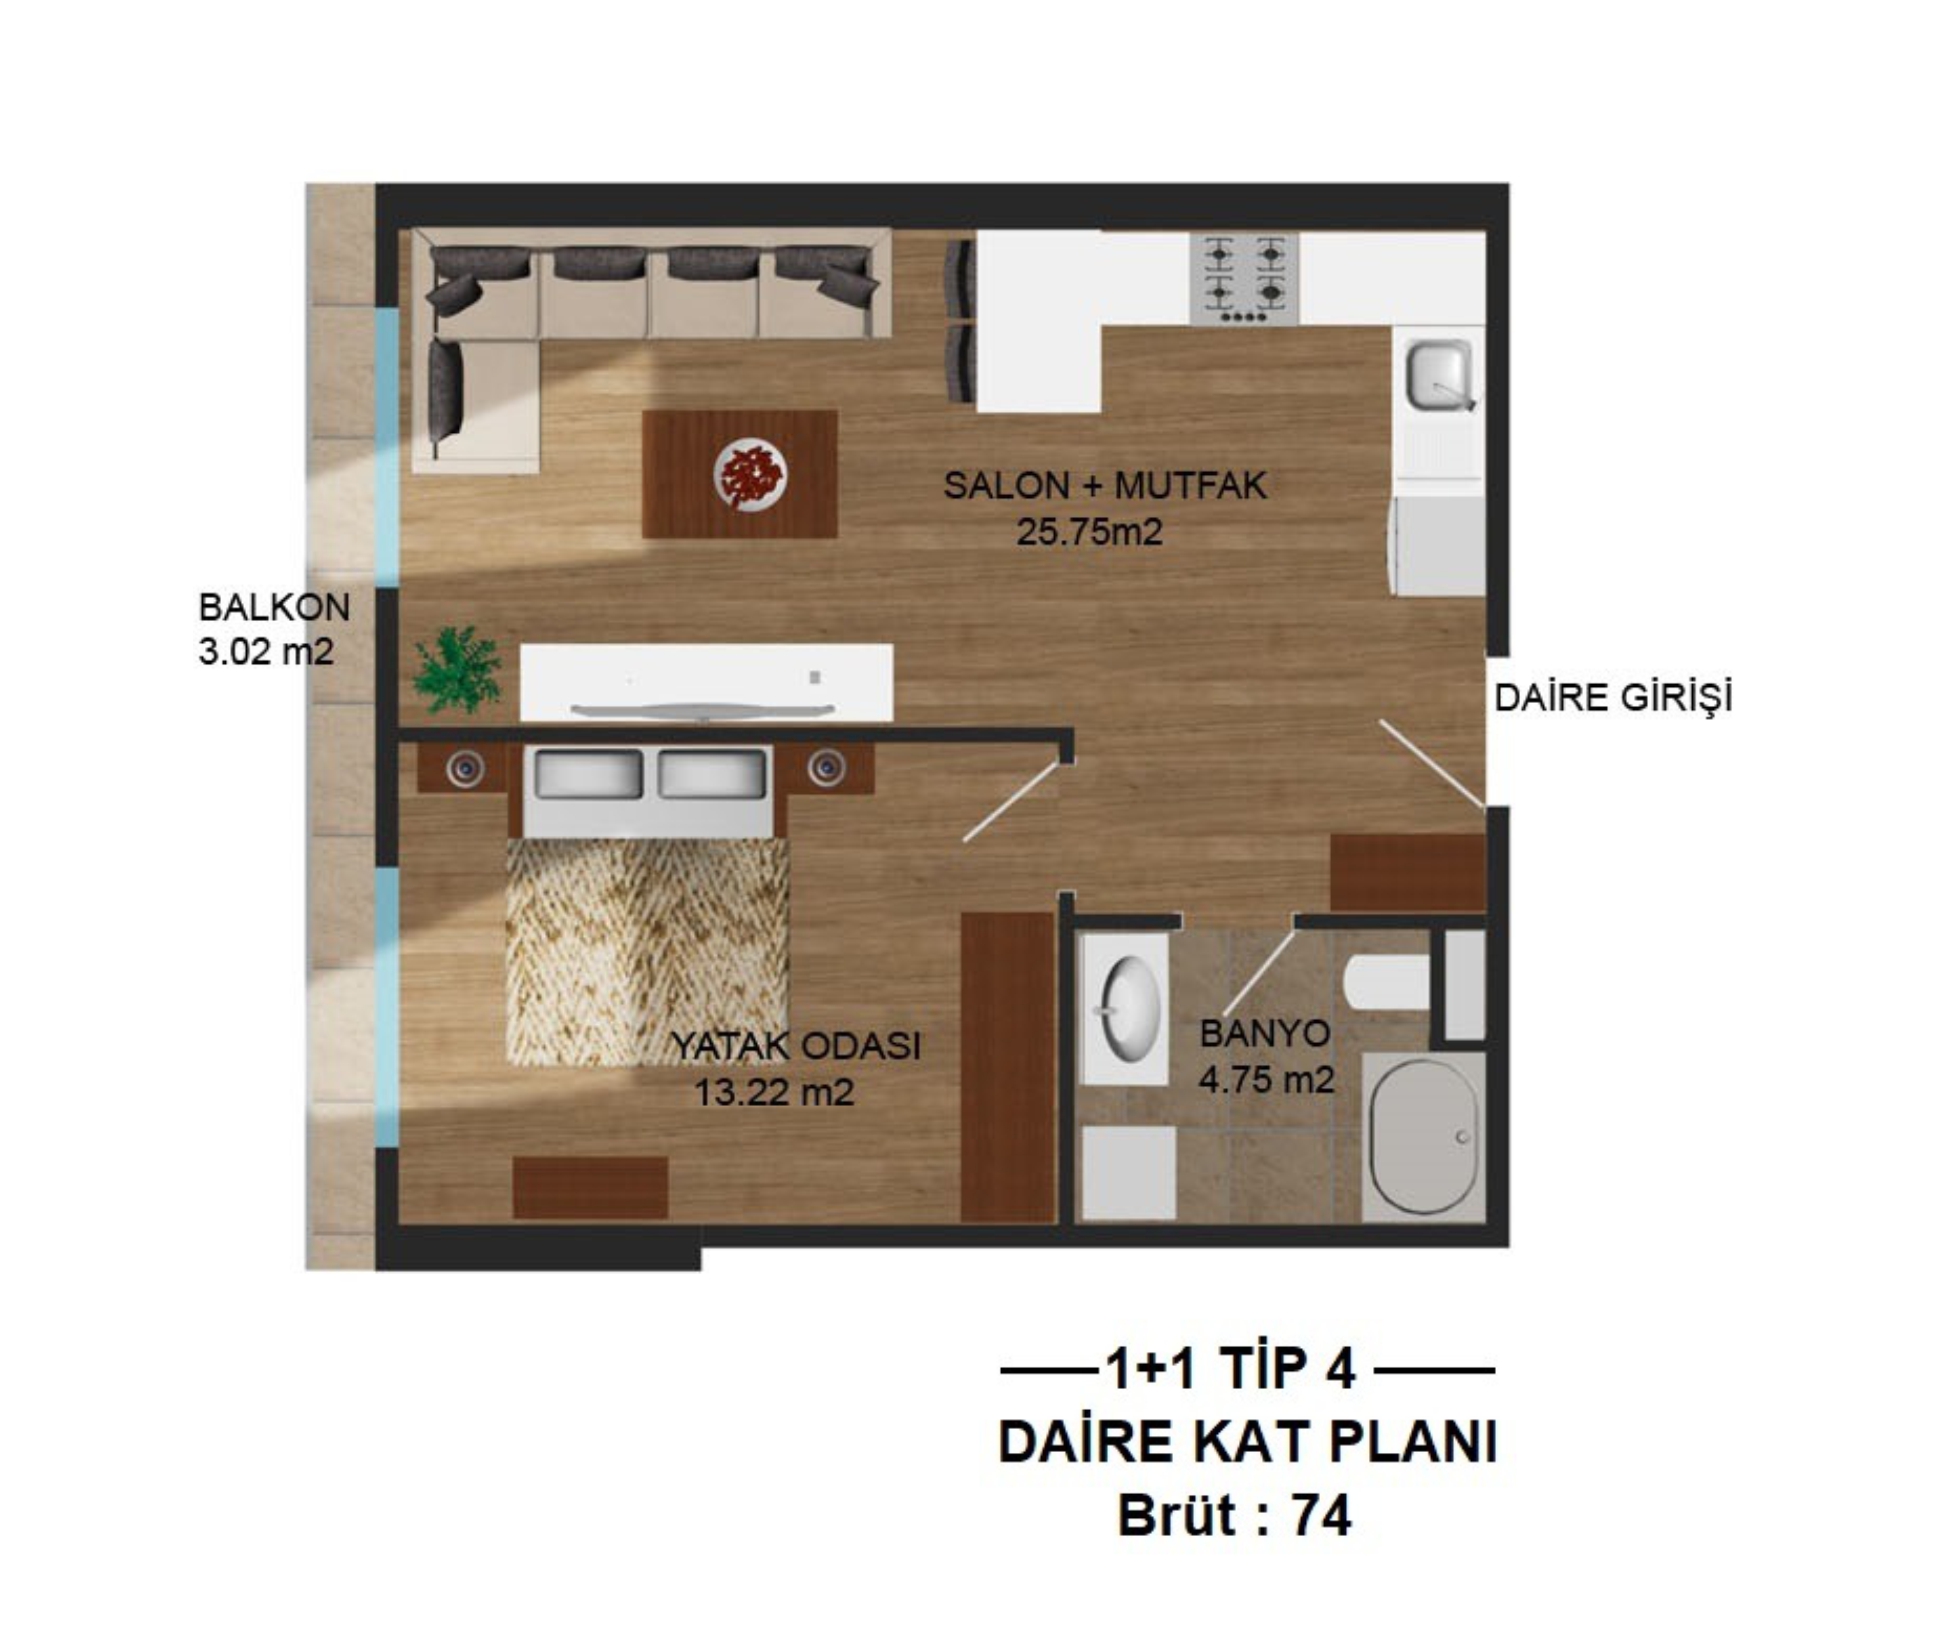 SALON + MUTFAK
25.75m2
BALKON
3.02 m2
DAİRE GİRİŞİ
YATAK ODASI
13.22 m2
BANYO
4.75 m2
1+1 TİP 4
DAİRE KAT PLANI
Brüt : 74